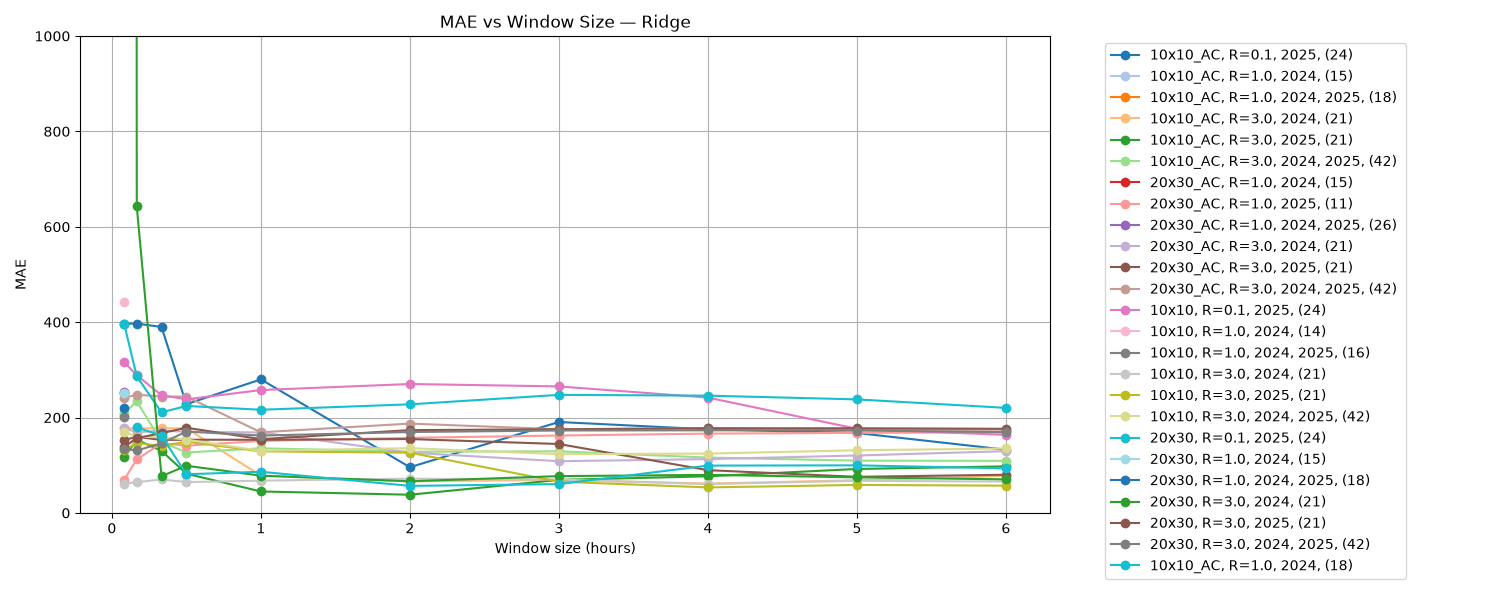 MAE vs Window Size — Ridge
1000
800
600
400
200
0
MAE
0
1
2
3
4
5
6
Window size (hours)
10x10_AC, R=0.1, 2025, (24)
10x10_AC, R=1.0, 2024, (15)
10x10_AC, R=1.0, 2024, 2025, (18)
10x10_AC, R=3.0, 2024, (21)
10x10_AC, R=3.0, 2025, (21)
10x10_AC, R=3.0, 2024, 2025, (42)
20x30_AC, R=1.0, 2024, (15)
20x30_AC, R=1.0, 2025, (11)
20x30_AC, R=1.0, 2024, 2025, (26)
20x30_AC, R=3.0, 2024, (21)
20x30_AC, R=3.0, 2025, (21)
20x30_AC, R=3.0, 2024, 2025, (42)
10x10, R=0.1, 2025, (24)
10x10, R=1.0, 2024, (14)
10x10, R=1.0, 2024, 2025, (16)
10x10, R=3.0, 2024, (21)
10x10, R=3.0, 2025, (21)
10x10, R=3.0, 2024, 2025, (42)
20x30, R=0.1, 2025, (24)
20x30, R=1.0, 2024, (15)
20x30, R=1.0, 2024, 2025, (18)
20x30, R=3.0, 2024, (21)
20x30, R=3.0, 2025, (21)
20x30, R=3.0, 2024, 2025, (42)
10x10_AC, R=1.0, 2024, (18)